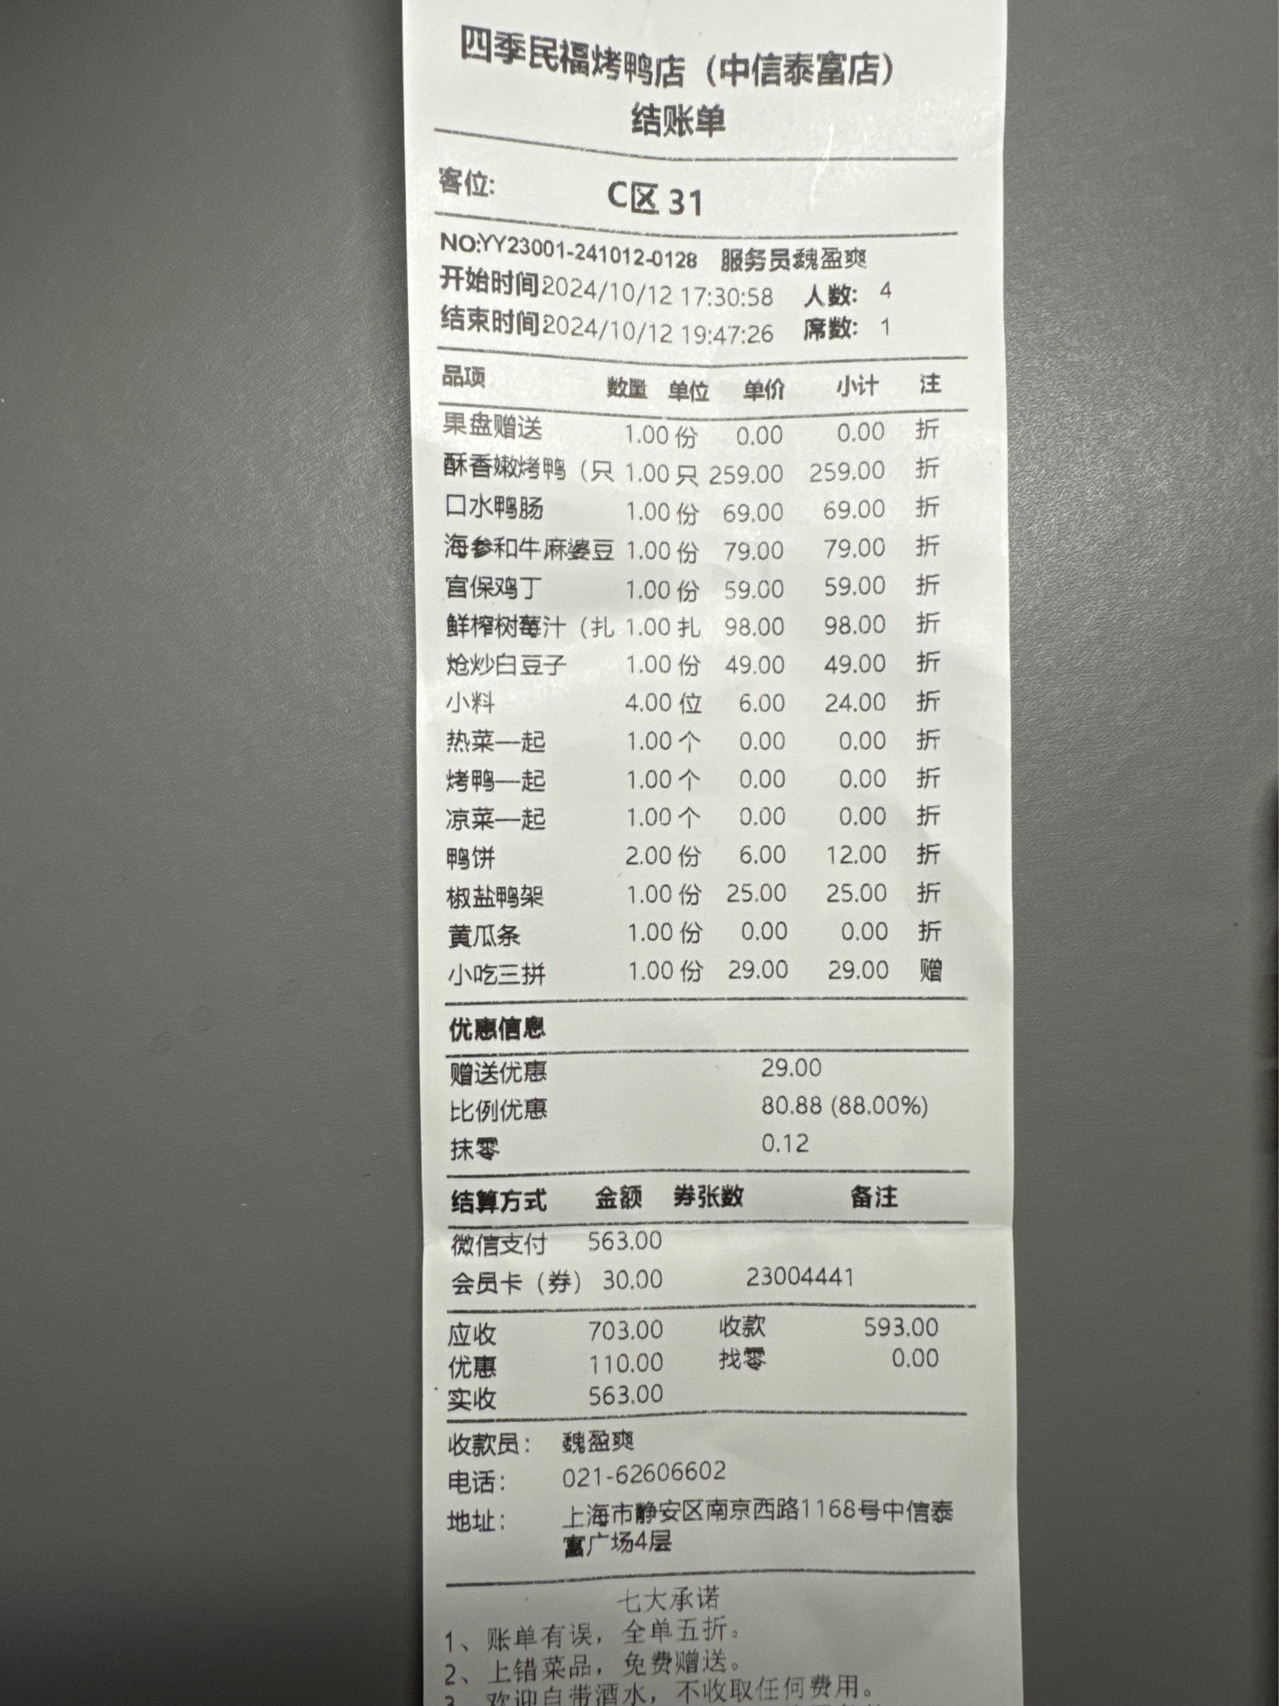 四季民福烤鸭店（中信泰富店）
结账单
客位: C区 31
NO:YY23001-241012-0128 服务员魏盈爽
开始时间2024/10/12 17:30:58 人数: 4
结束时间2024/10/12 19:47:26 席数: 1
品项 数量 单位 单价 小计 注
果盘赠送 1.00 份 0.00 0.00 折
酥香嫩烤鸭（只 1.00 只 259.00 259.00 折
口水鸭肠 1.00 份 69.00 69.00 折
海参和牛麻婆豆 1.00 份 79.00 79.00 折
宫保鸡丁 1.00 份 59.00 59.00 折
鲜榨树莓汁（扎 1.00 扎 98.00 98.00 折
炝炒白豆子 1.00 份 49.00 49.00 折
小料 4.00 位 6.00 24.00 折
热菜一起 1.00 个 0.00 0.00 折
烤鸭一起 1.00 个 0.00 0.00 折
凉菜一起 1.00 个 0.00 0.00 折
鸭饼 2.00 份 6.00 12.00 折
椒盐鸭架 1.00 份 25.00 25.00 折
黄瓜条 1.00 份 0.00 0.00 折
小吃三拼 1.00 份 29.00 29.00 赠
优惠信息
赠送优惠 29.00
比例优惠 80.88 (88.00%)
抹零 0.12
结算方式 金额 券张数 备注
微信支付 563.00
会员卡（券） 30.00 23004441
应收 703.00 收款 593.00
优惠 110.00 找零 0.00
实收 563.00
收款员: 魏盈爽
电话: 021-62606602
地址: 上海市静安区南京西路1168号中信泰
富广场4层
七大承诺
1、账单有误，全单五折。
2、上错菜品，免费赠送。
3、欢迎自带酒水，不收取任何费用。